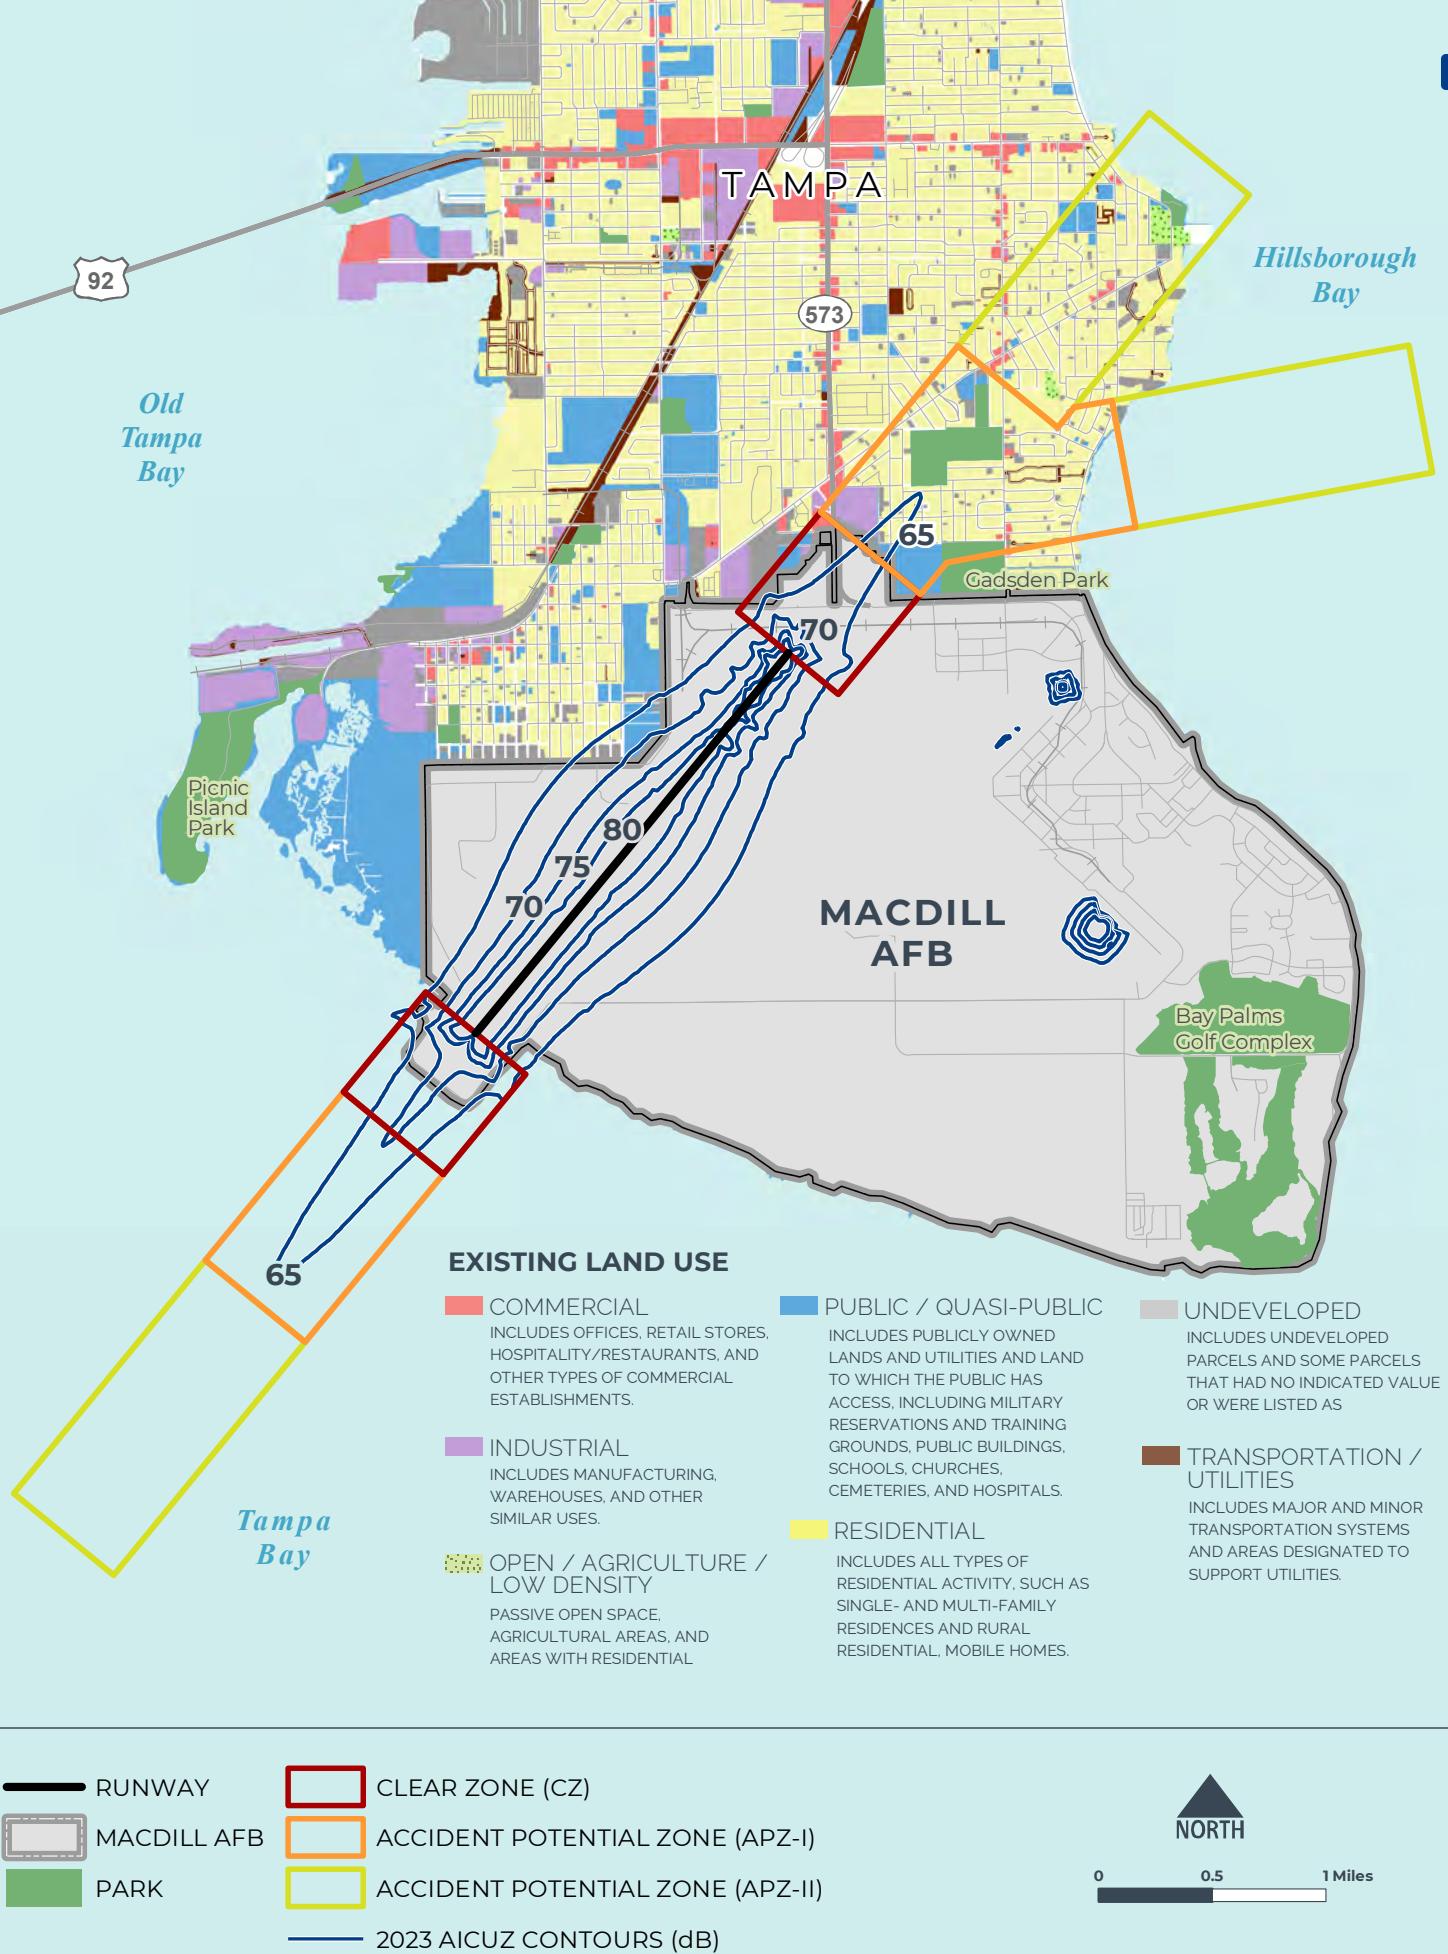 TAMPA
92
Hillsborough
Bay
573
Old
Tampa
Bay
65
Gadsden Park
70
Picnic
Island
Park
80
75
70
MACDILL
AFB
Bay Palms
Golf Complex
65
Tampa
Bay
EXISTING LAND USE
COMMERCIAL
INCLUDES OFFICES, RETAIL STORES,
HOSPITALITY/RESTAURANTS, AND
OTHER TYPES OF COMMERCIAL
ESTABLISHMENTS.
INDUSTRIAL
INCLUDES MANUFACTURING,
WAREHOUSES, AND OTHER
SIMILAR USES.
OPEN / AGRICULTURE /
LOW DENSITY
PASSIVE OPEN SPACE,
AGRICULTURAL AREAS, AND
AREAS WITH RESIDENTIAL
PUBLIC / QUASI-PUBLIC
INCLUDES PUBLICLY OWNED
LANDS AND UTILITIES AND LAND
TO WHICH THE PUBLIC HAS
ACCESS, INCLUDING MILITARY
RESERVATIONS AND TRAINING
GROUNDS, PUBLIC BUILDINGS,
SCHOOLS, CHURCHES,
CEMETERIES, AND HOSPITALS.
RESIDENTIAL
INCLUDES ALL TYPES OF
RESIDENTIAL ACTIVITY, SUCH AS
SINGLE- AND MULTI-FAMILY
RESIDENCES AND RURAL
RESIDENTIAL, MOBILE HOMES.
UNDEVELOPED
INCLUDES UNDEVELOPED
PARCELS AND SOME PARCELS
THAT HAD NO INDICATED VALUE
OR WERE LISTED AS
TRANSPORTATION /
UTILITIES
INCLUDES MAJOR AND MINOR
TRANSPORTATION SYSTEMS
AND AREAS DESIGNATED TO
SUPPORT UTILITIES.
RUNWAY
MACDILL AFB
PARK
CLEAR ZONE (CZ)
ACCIDENT POTENTIAL ZONE (APZ-I)
ACCIDENT POTENTIAL ZONE (APZ-II)
2023 AICUZ CONTOURS (dB)
NORTH
0 0.5 1 Miles